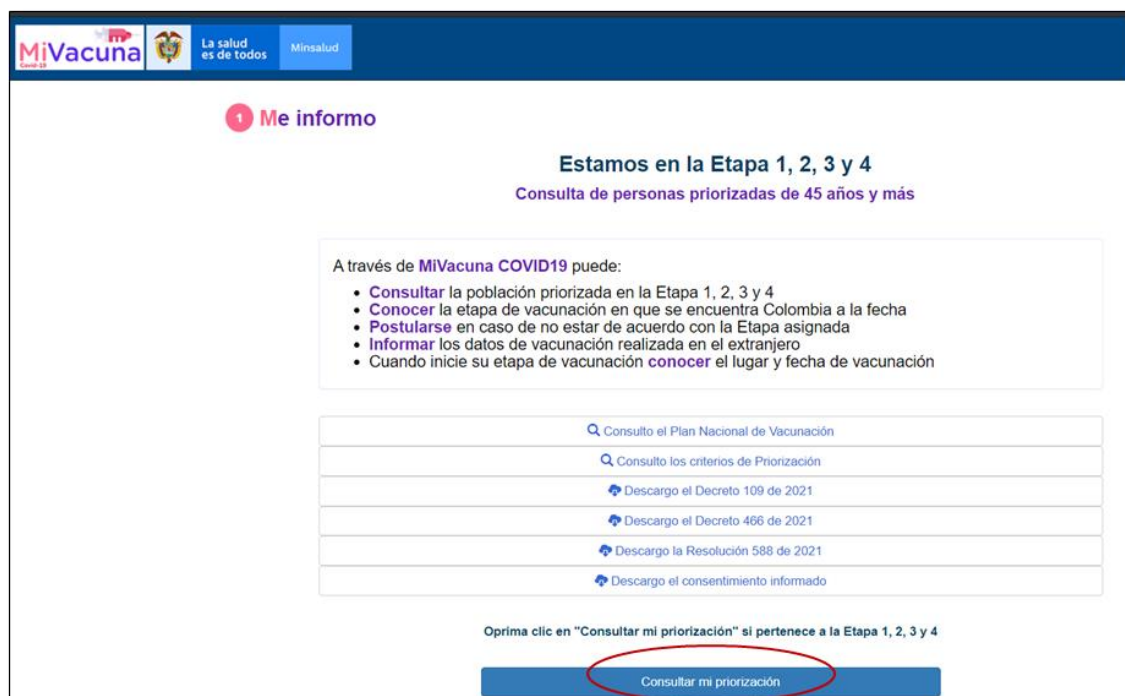 MiVacuna
Covid-19
La salud
es de todos
Minsalud
1 Me informo
Estamos en la Etapa 1, 2, 3 y 4
Consulta de personas priorizadas de 45 años y más
A través de MiVacuna COVID19 puede:
• Consultar la población priorizada en la Etapa 1, 2, 3 y 4
• Conocer la etapa de vacunación en que se encuentra Colombia a la fecha
• Postularse en caso de no estar de acuerdo con la Etapa asignada
• Informar los datos de vacunación realizada en el extranjero
• Cuando inicie su etapa de vacunación conocer el lugar y fecha de vacunación
Consulto el Plan Nacional de Vacunación
Consulto los criterios de Priorización
Descargo el Decreto 109 de 2021
Descargo el Decreto 466 de 2021
Descargo la Resolución 588 de 2021
Descargo el consentimiento informado
Oprima clic en "Consultar mi priorización" si pertenece a la Etapa 1, 2, 3 y 4
Consultar mi priorización